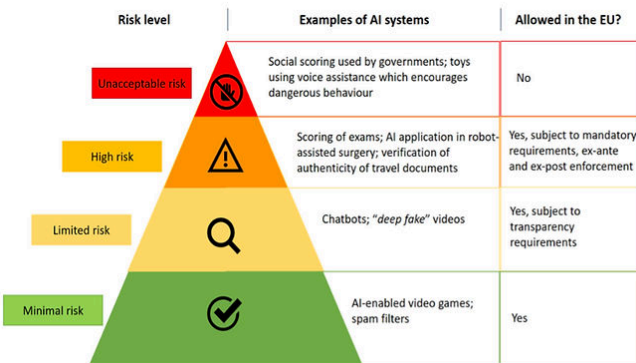 Risk level
Examples of AI systems
Allowed in the EU?
Unacceptable risk
Social scoring used by governments; toys
using voice assistance which encourages
dangerous behaviour
No
High risk
Scoring of exams; AI application in robot-
assisted surgery; verification of
authenticity of travel documents
Yes, subject to mandatory
requirements, ex-ante
and ex-post enforcement
Limited risk
Chatbots; "deep fake" videos
Yes, subject to
transparency
requirements
Minimal risk
AI-enabled video games;
spam filters
Yes